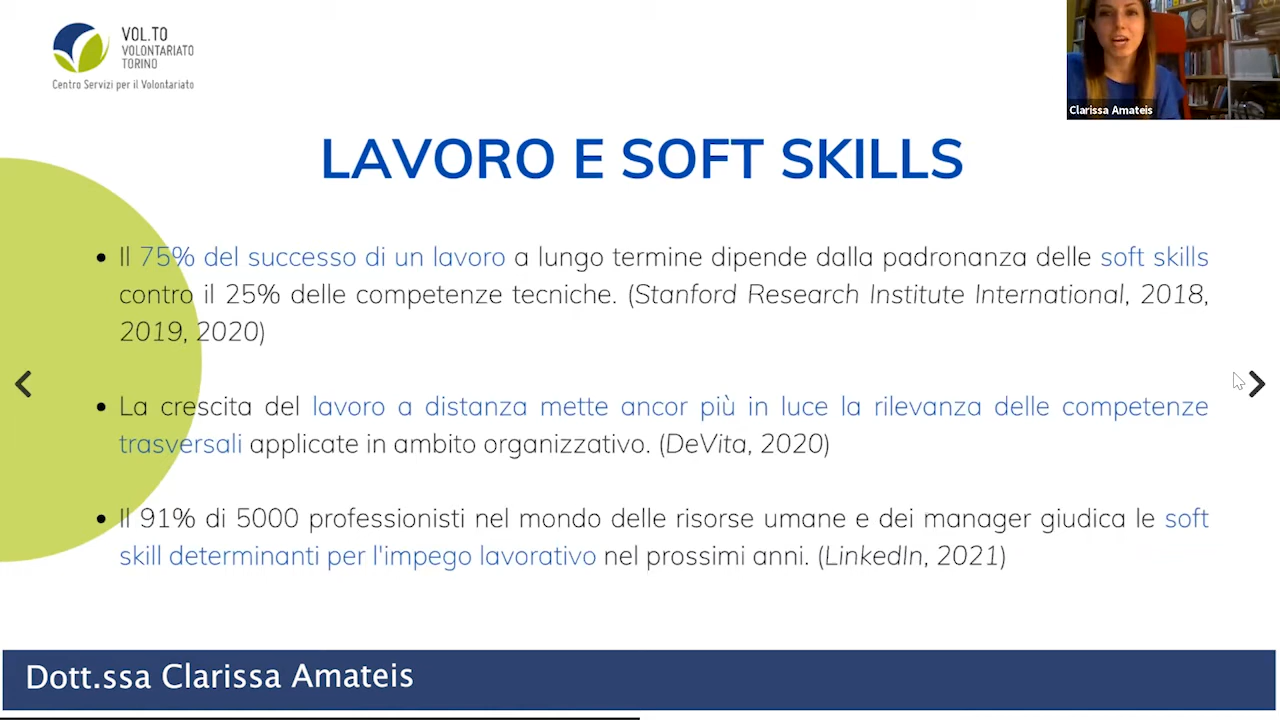 VOL.TO
VOLONTARIATO
TORINO
Centro Servizi per il Volontariato
Clarissa Amateis
LAVORO E SOFT SKILLS
• Il 75% del successo di un lavoro a lungo termine dipende dalla padronanza delle soft skills
contro il 25% delle competenze tecniche. (Stanford Research Institute International, 2018,
2019, 2020)
• La crescita del lavoro a distanza mette ancor più in luce la rilevanza delle competenze
trasversali applicate in ambito organizzativo. (DeVita, 2020)
• Il 91% di 5000 professionisti nel mondo delle risorse umane e dei manager giudica le soft
skill determinanti per l'impego lavorativo nel prossimi anni. (LinkedIn, 2021)
Dott.ssa Clarissa Amateis